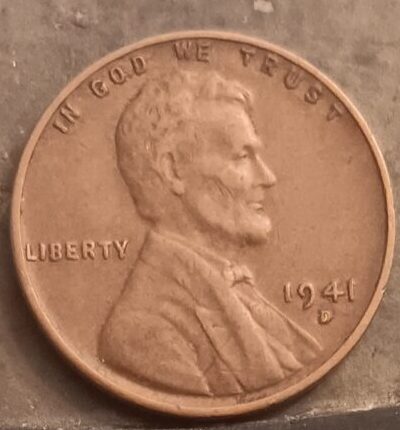 IN GOD WE TRUST
LIBERTY
1941
D